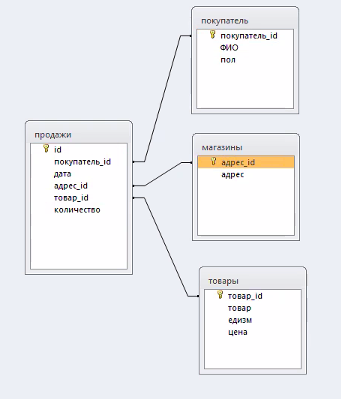 покупатель
покупатель_id
ФИО
пол
продажи
id
покупатель_id
дата
адрес_id
товар_id
количество
магазины
адрес_id
адрес
товары
товар_id
товар
едизм
цена